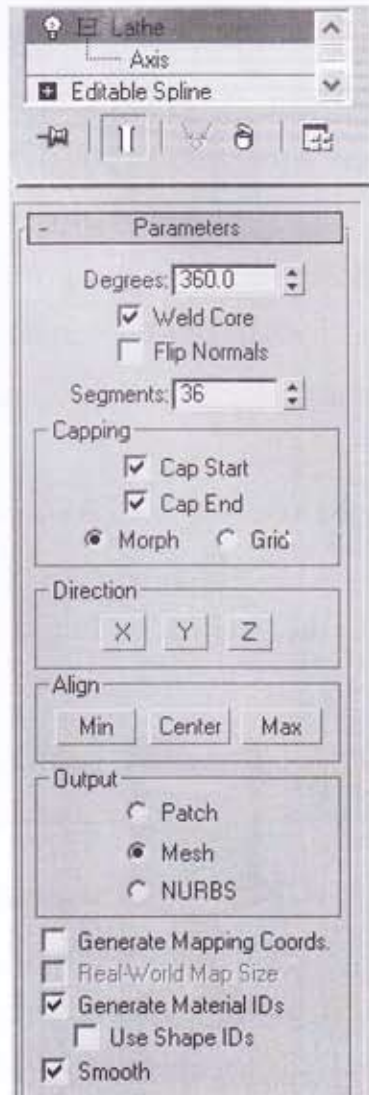 Lathe
Axis
Editable Spline
- Parameters
Degrees: 360.0
Weld Core
Flip Normals
Segments: 36
Capping
Cap Start
Cap End
Morph Grid
Direction
X Y Z
Align
Min Center Max
Output
Patch
Mesh
NURBS
Generate Mapping Coords.
Real-World Map Size
Generate Material IDs
Use Shape IDs
Smooth